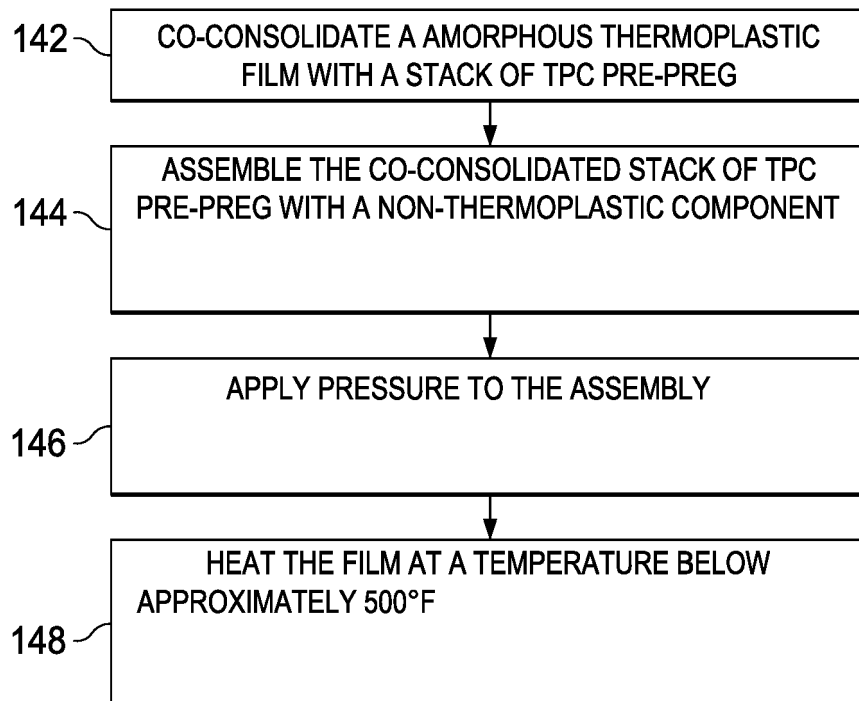 142
CO-CONSOLIDATE A AMORPHOUS THERMOPLASTIC
FILM WITH A STACK OF TPC PRE-PREG
144
ASSEMBLE THE CO-CONSOLIDATED STACK OF TPC
PRE-PREG WITH A NON-THERMOPLASTIC COMPONENT
146
APPLY PRESSURE TO THE ASSEMBLY
148
HEAT THE FILM AT A TEMPERATURE BELOW
APPROXIMATELY 500°F